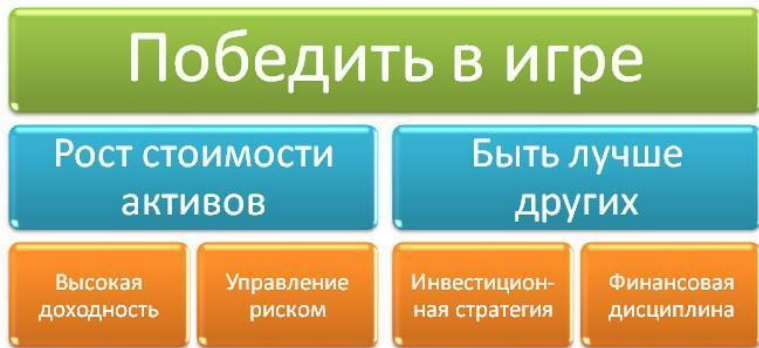 Победить в игре
Рост стоимости
активов
Быть лучше
других
Высокая
доходность
Управление
риском
Инвестицион-
ная стратегия
Финансовая
дисциплина